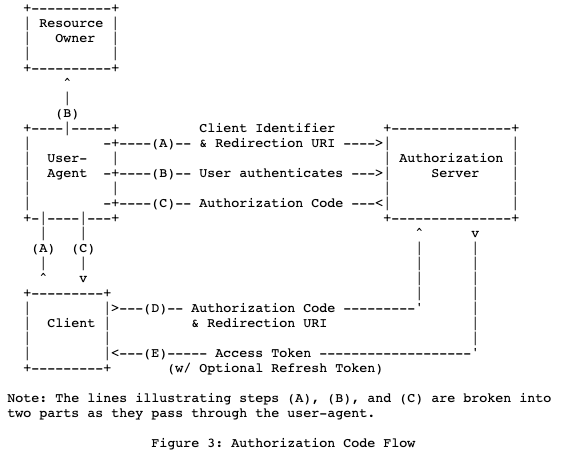 Resource
Owner
(B)
Client Identifier
(A) & Redirection URI
User-
Agent
(B) User authenticates
Authorization
Server
(C) Authorization Code
(A) (C)
Client
(D) Authorization Code
& Redirection URI
(E) Access Token
(w/ Optional Refresh Token)
Note: The lines illustrating steps (A), (B), and (C) are broken into
two parts as they pass through the user-agent.
Figure 3: Authorization Code Flow